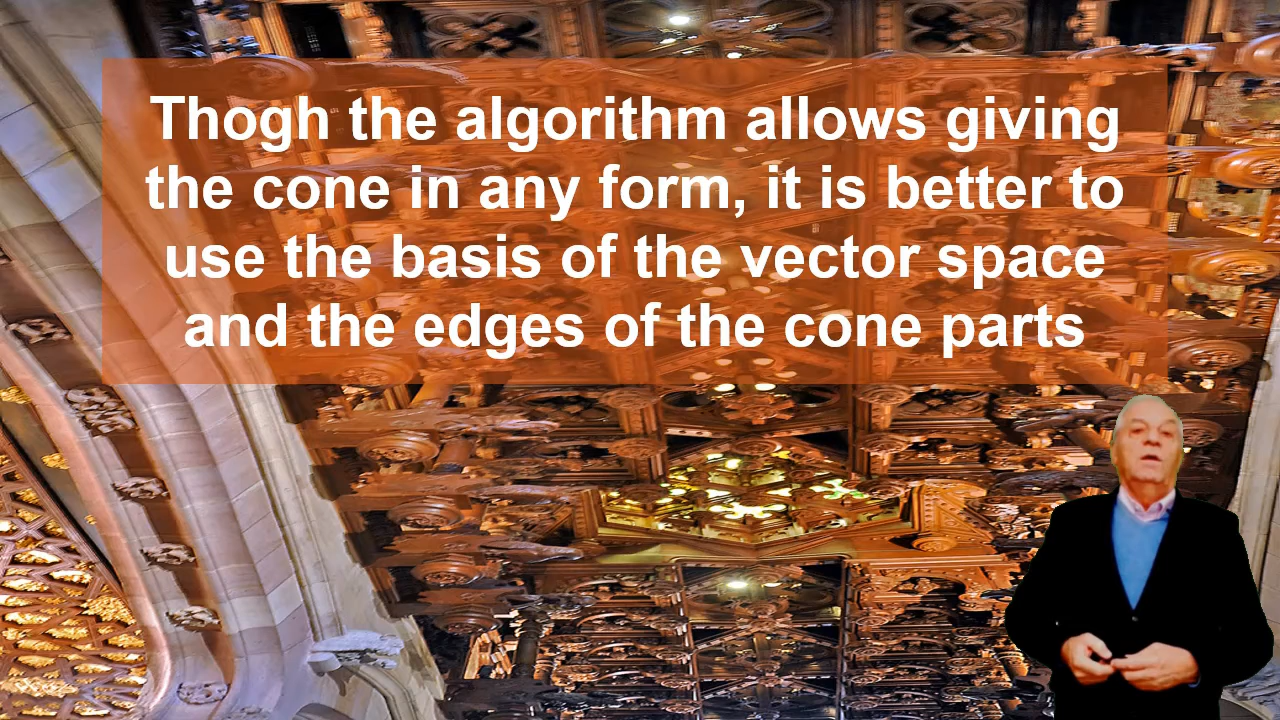 Thogh the algorithm allows giving
the cone in any form, it is better to
use the basis of the vector space
and the edges of the cone parts